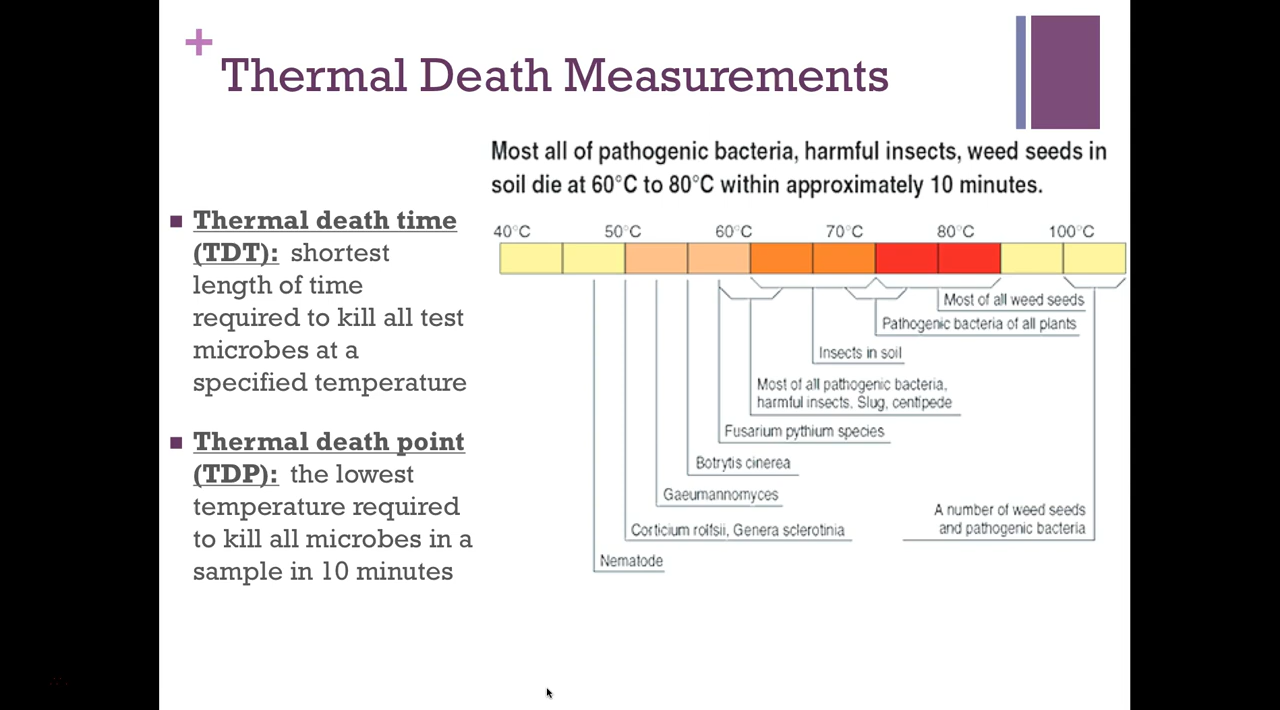 +
Thermal Death Measurements
Most all of pathogenic bacteria, harmful insects, weed seeds in
soil die at 60°C to 80°C within approximately 10 minutes.
■ Thermal death time
(TDT): shortest
length of time
required to kill all test
microbes at a
specified temperature
■ Thermal death point
(TDP): the lowest
temperature required
to kill all microbes in a
sample in 10 minutes
40°C 50°C 60°C 70°C 80°C 100°C
Most of all weed seeds
Pathogenic bacteria of all plants
Insects in soil
Most of all pathogenic bacteria,
harmful insects, Slug, centipede
Fusarium pythium species
Botrytis cinerea
Gaeumannomyces
A number of weed seeds
and pathogenic bacteria
Corticium rolfsii, Genera sclerotinia
Nematode